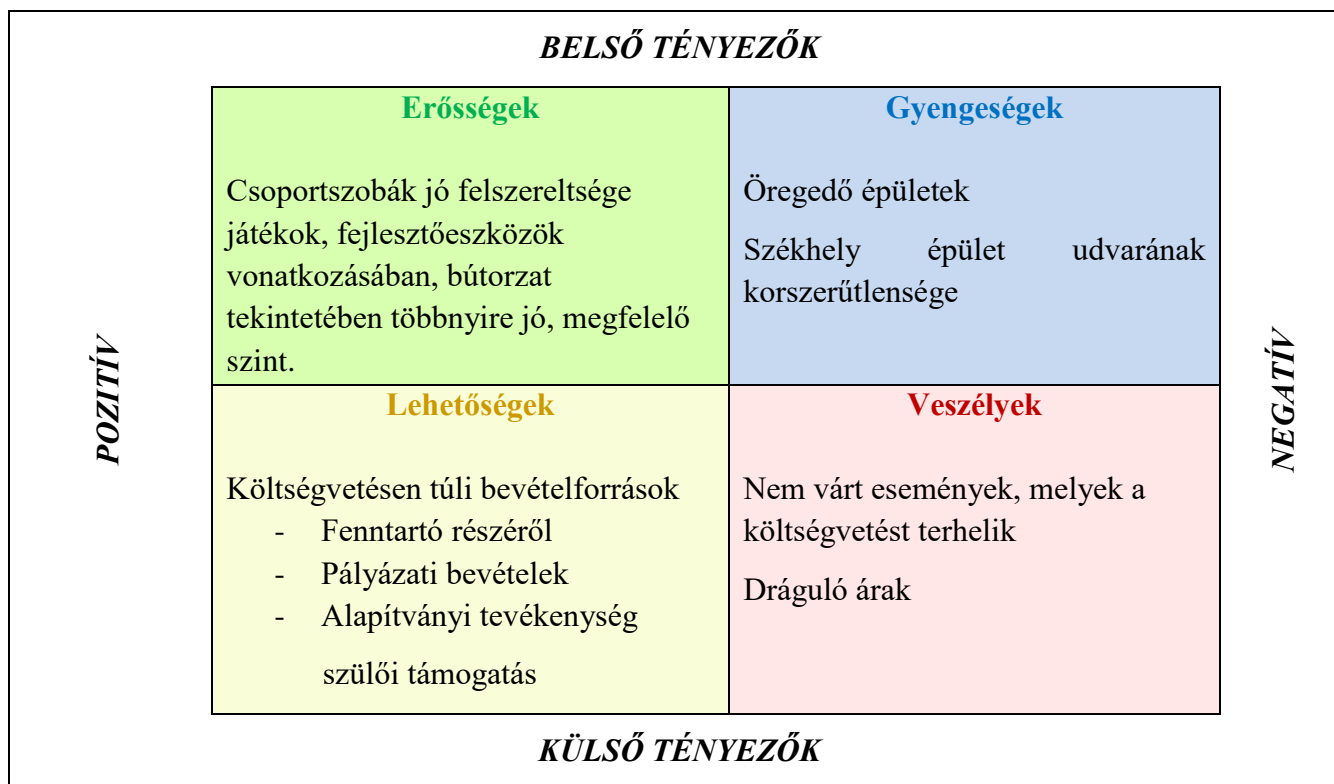 BELSŐ TÉNYEZŐK
Erősségek
Csoportszobák jó felszereltsége
játékok, fejlesztőeszközök
vonatkozásában, bútorzat
tekintetében többnyire jó, megfelelő
szint.
Gyengeségek
Öregedő épületek
Székhely épület udvarának
korszerűtlensége
POZITÍV
NEGATÍV
Lehetőségek
Költségvetésen túli bevételforrások
- Fenntartó részéről
- Pályázati bevételek
- Alapítványi tevékenység
szülői támogatás
Veszélyek
Nem várt események, melyek a
költségvetést terhelik
Dráguló árak
KÜLSŐ TÉNYEZŐK